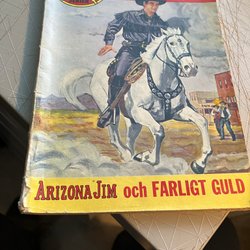 ARIZONA JIM och FARLIGT GULD